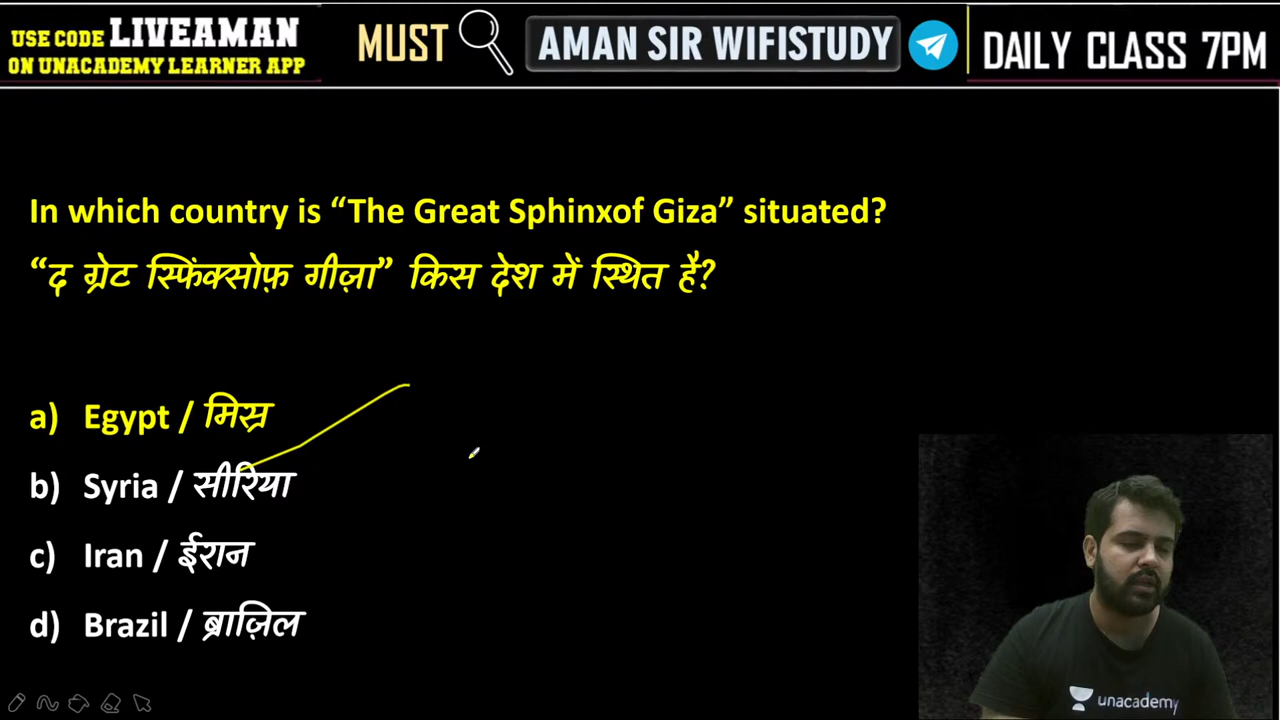 USE CODE LIVEAMAN
ON UNACADEMY LEARNER APP
MUST
AMAN SIR WIFISTUDY
DAILY CLASS 7PM
In which country is “The Great Sphinxof Giza” situated?
“द ग्रेट स्फिंक्सोफ़ गीज़ा” किस देश में स्थित है?
a) Egypt / मिस्र
b) Syria / सीरिया
c) Iran / ईरान
d) Brazil / ब्राज़िल
unacademy